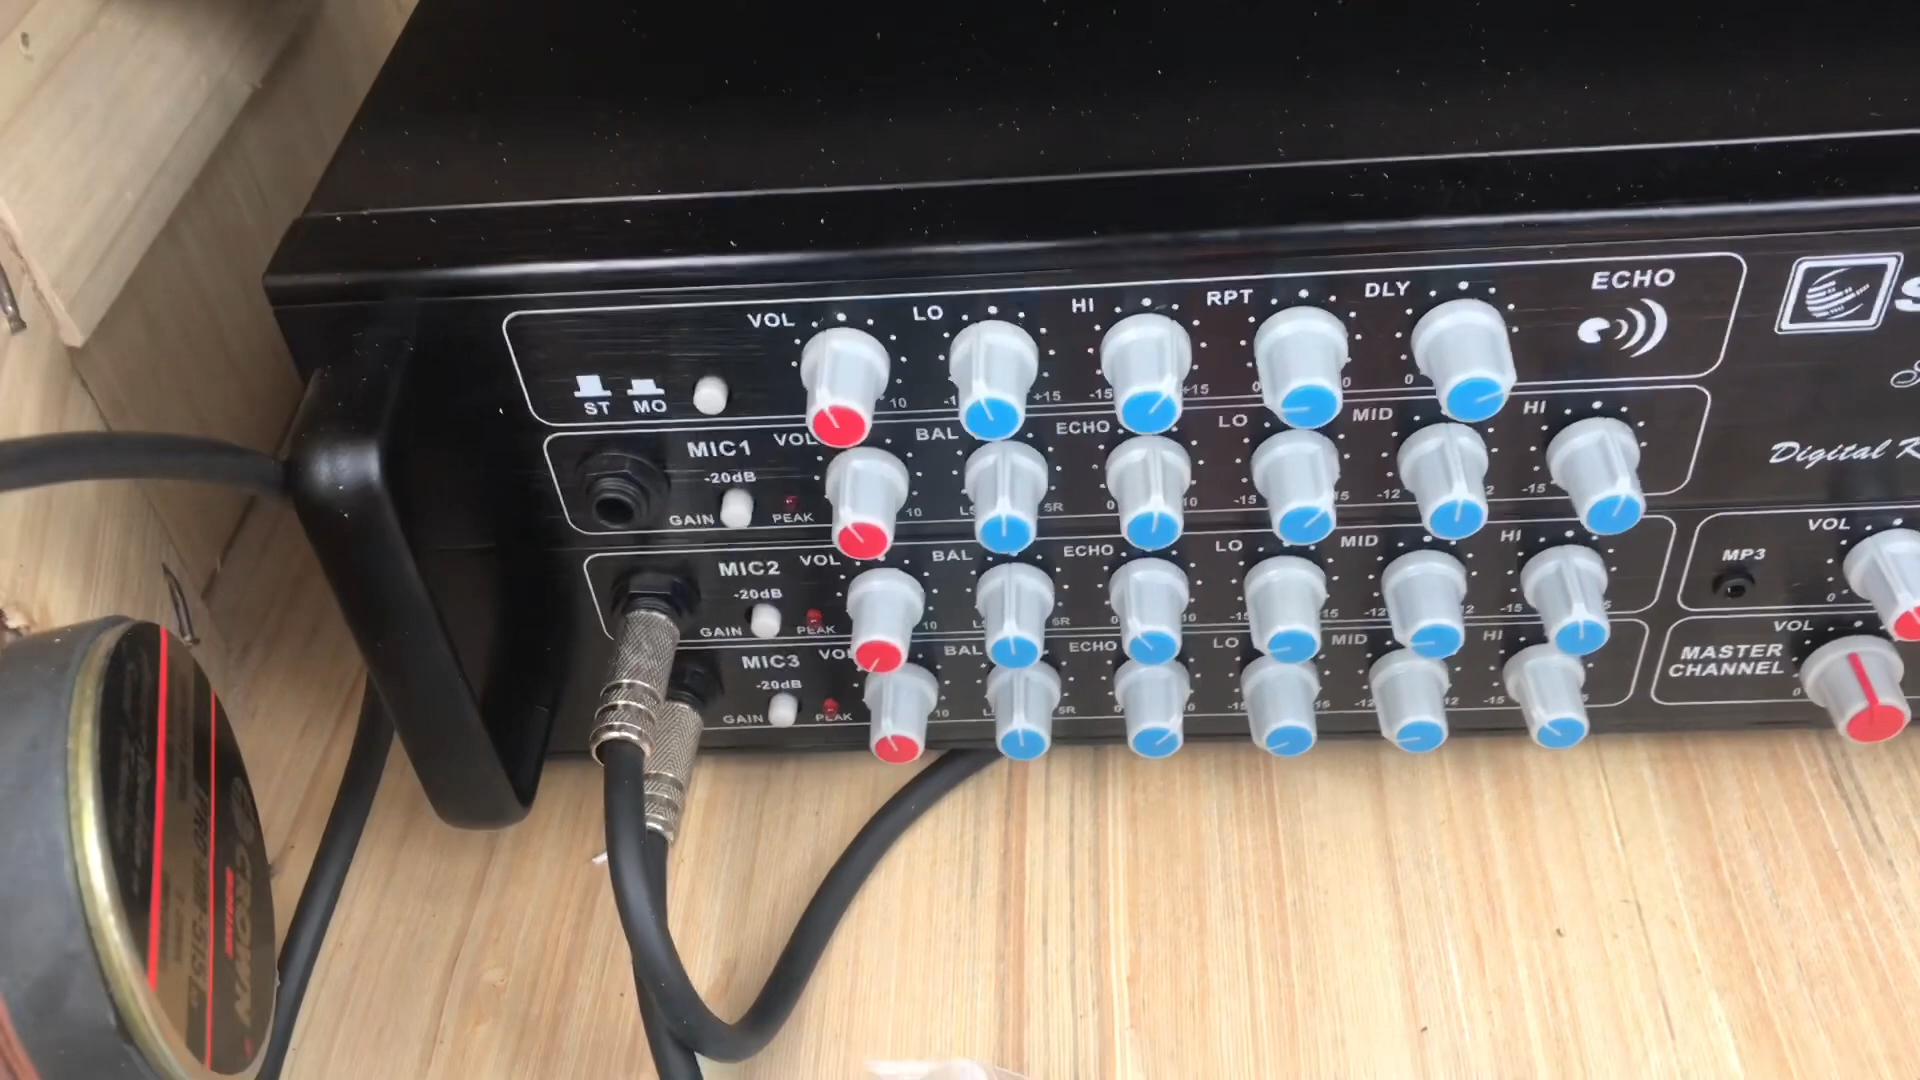 VOL LO HI RPT DLY ECHO
ST MO 10 +15 -15 +15 0 0
MIC1 VOL BAL ECHO LO MID HI
-20dB
GAIN PEAK 10 5R 0 -15 -12 -15
MIC2 VOL BAL ECHO LO MID HI
-20dB
GAIN PEAK 10 5R 0 15 -12 12 -15
MIC3 VOL BAL ECHO LO MID HI
-20dB
GAIN PEAK 10 5R 0 -15 15 -12 12 -15
Digital K
MP3 VOL
0
MASTER
CHANNEL
VOL
0
CROWN